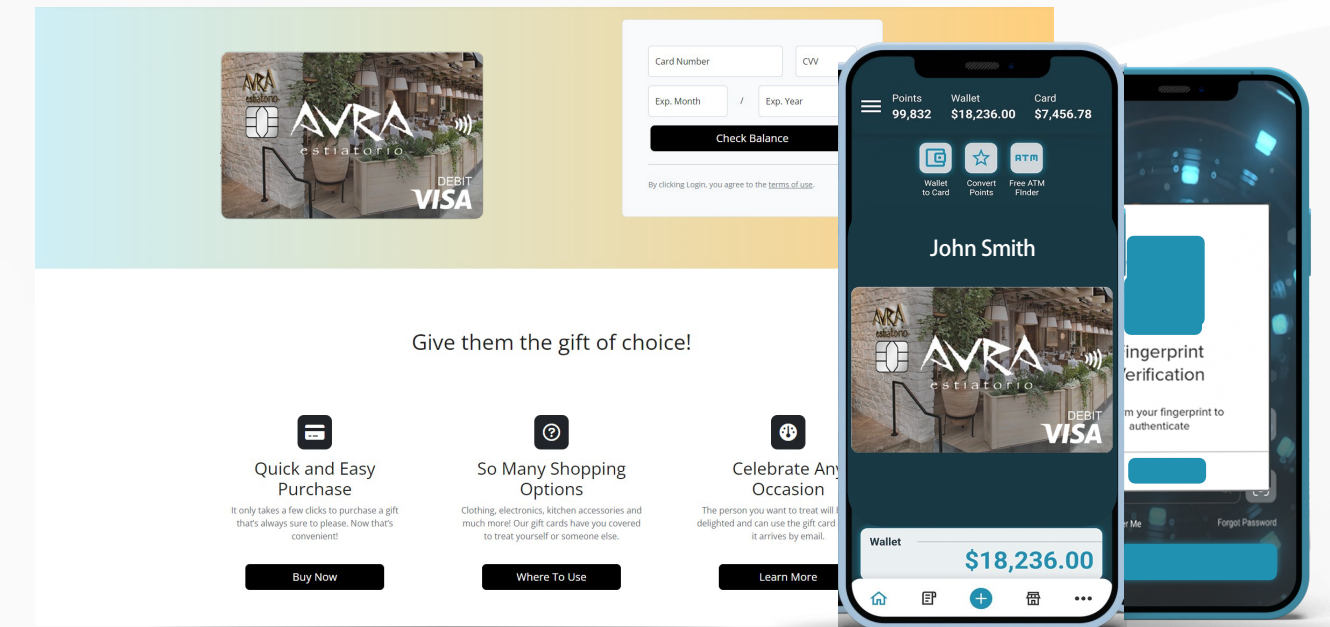 AVRA
estiatorio
AVRA
estiatorio
DEBIT
VISA
Card Number
CVV
Exp. Month
/
Exp. Year
Check Balance
By clicking Login, you agree to the terms of use.
Give them the gift of choice!
Quick and Easy
Purchase
It only takes a few clicks to purchase a gift
that's always sure to please. Now that's
convenient!
Buy Now
So Many Shopping
Options
Clothing, electronics, kitchen accessories and
much more! Our gift cards have you covered
to treat yourself or someone else.
Where To Use
Celebrate Any
Occasion
The person you want to treat will
delighted and can use the gift card
it arrives by email.
Learn More
Points
99,832
Wallet
$18,236.00
Card
$7,456.78
Wallet
to Card
Convert
Points
ATM
Free ATM
FInder
John Smith
AVRA
estiatorio
AVRA
estiatorio
DEBIT
VISA
Wallet
$18,236.00
ingerprint
erification
m your fingerprint to
authenticate
Me
Forgot Password